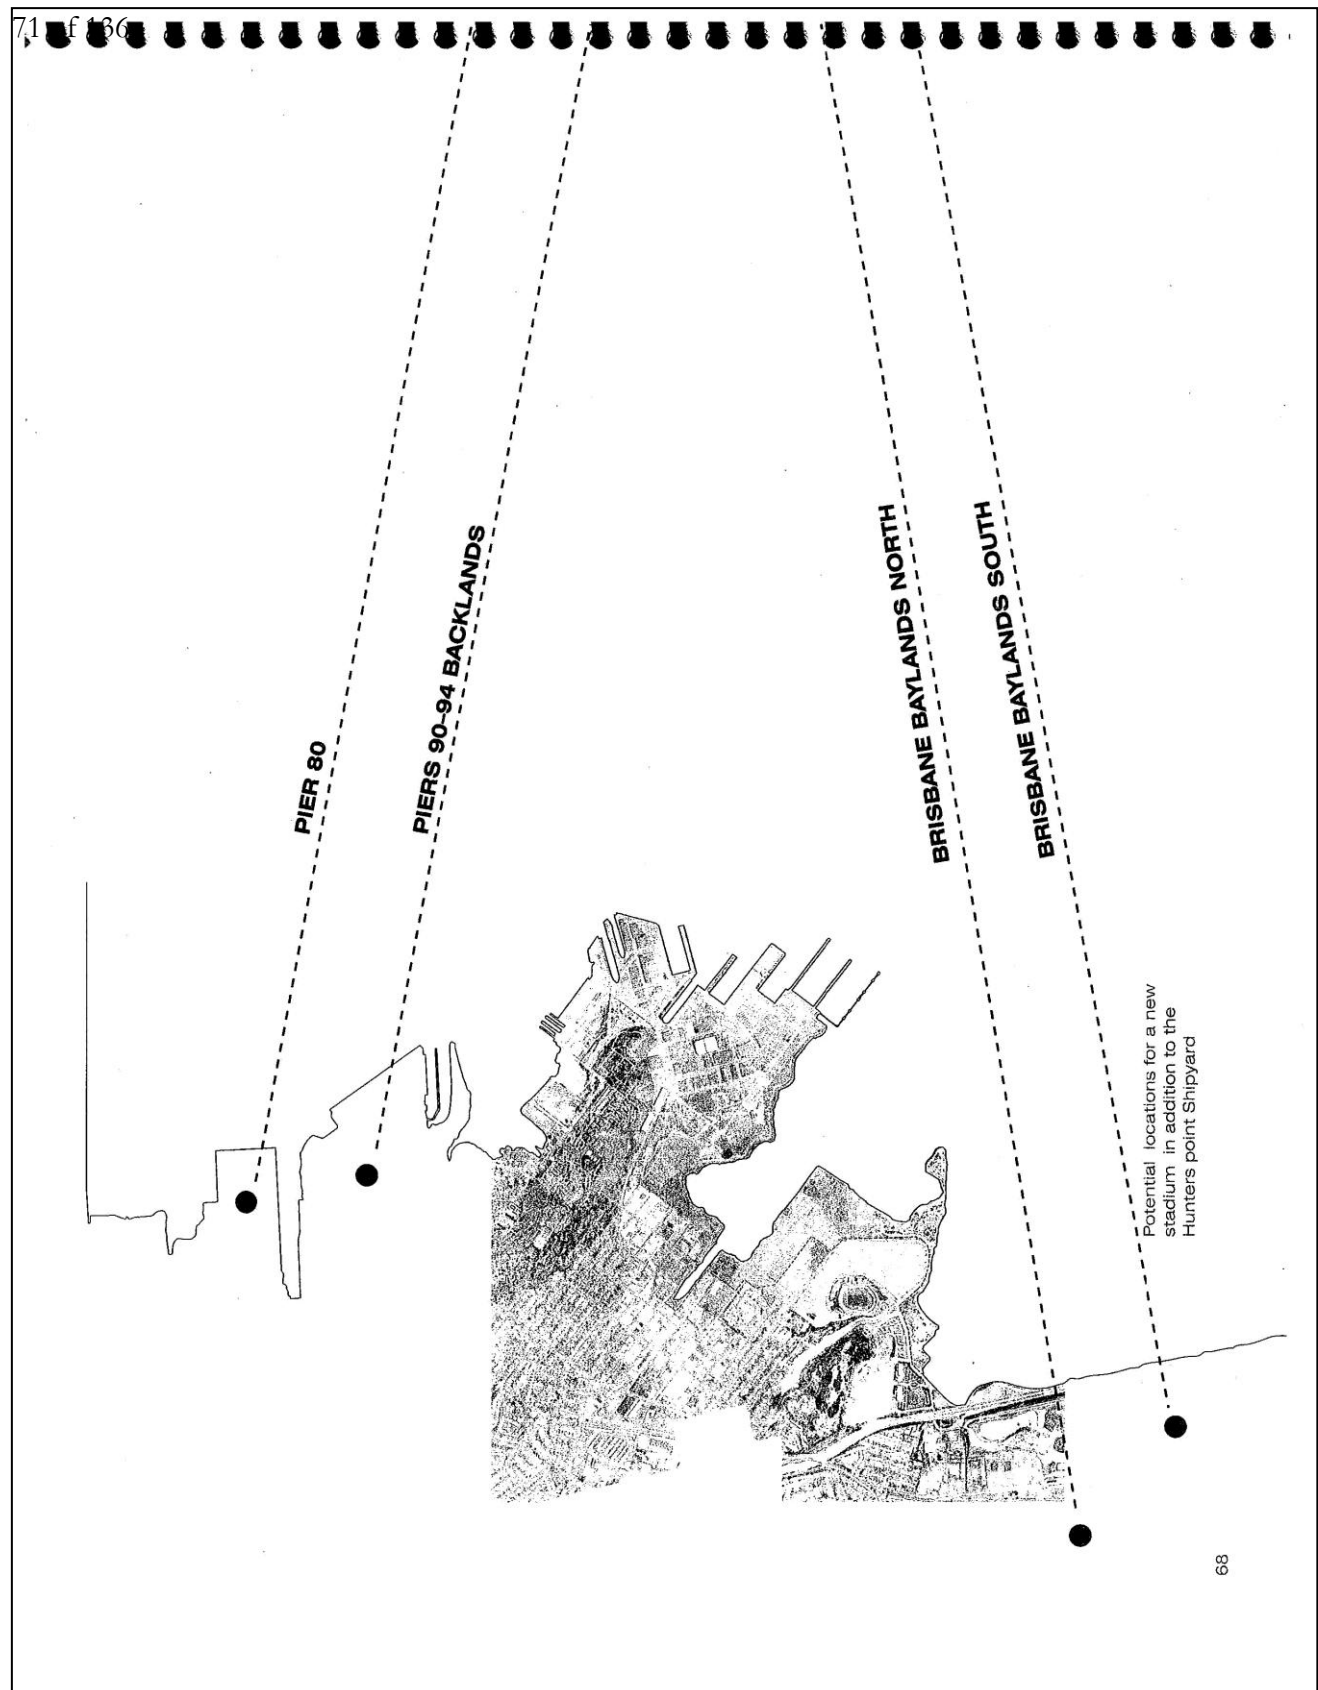 71 of 136
PIER 80
PIERS 90–94 BACKLANDS
BRISBANE BAYLANDS NORTH
BRISBANE BAYLANDS SOUTH
Potential locations for a new
stadium in addition to the
Hunters point Shipyard
68